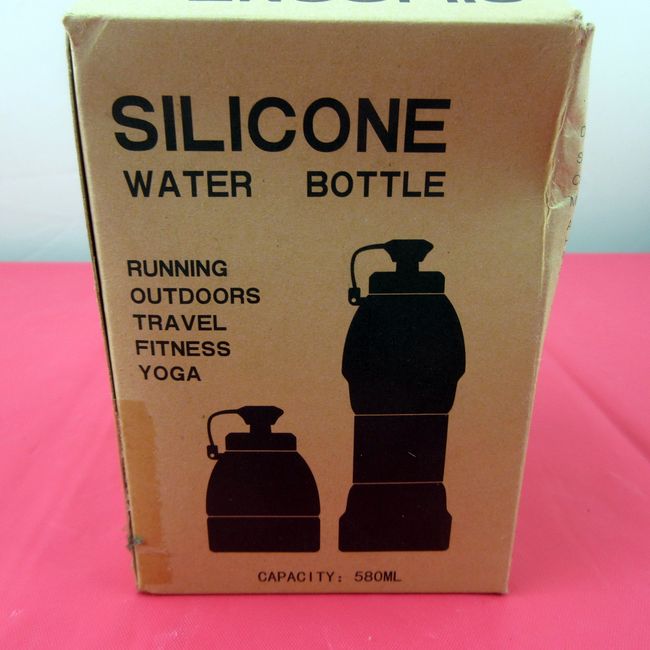 SILICONE
WATER BOTTLE
RUNNING
OUTDOORS
TRAVEL
FITNESS
YOGA
CAPACITY: 580ML